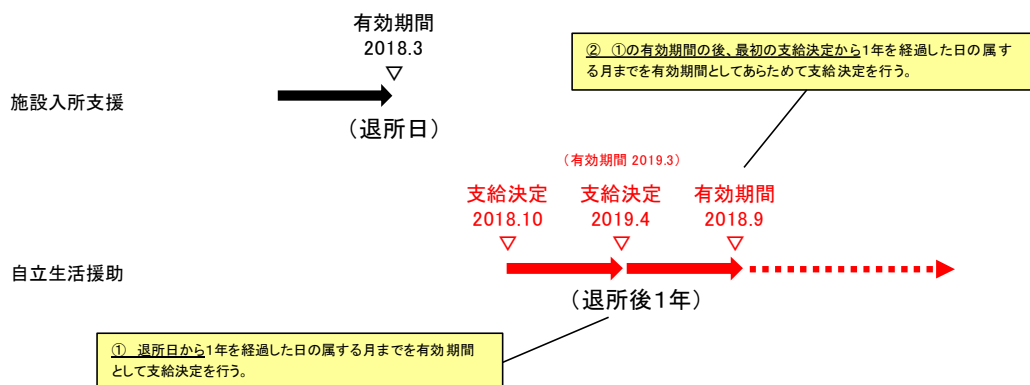 有効期間
2018.3
▽
施設入所支援
(退所日)
② ①の有効期間の後、最初の支給決定から1年を経過した日の属す
る月までを有効期間としてあらためて支給決定を行う。
(有効期間 2019.3)
支給決定
2018.10
▽
支給決定
2019.4
▽
有効期間
2018.9
▽
自立生活援助
(退所後1年)
① 退所日から1年を経過した日の属する月までを有効期間
として支給決定を行う。